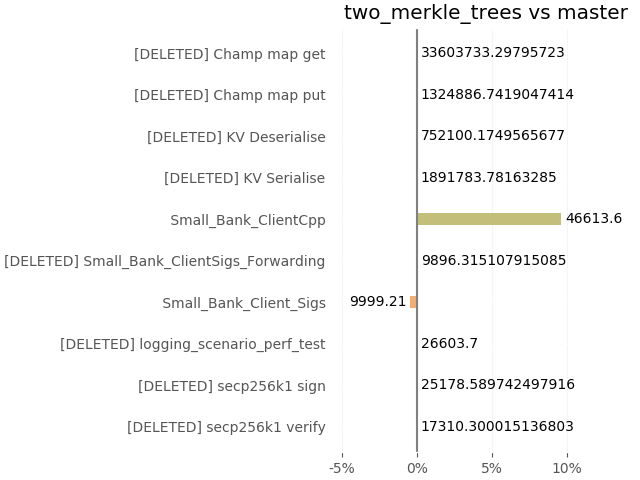 two_merkle_trees vs master
[DELETED] Champ map get 33603733.29795723
[DELETED] Champ map put 1324886.7419047414
[DELETED] KV Deserialise 752100.1749565677
[DELETED] KV Serialise 1891783.78163285
Small_Bank_ClientCpp 46613.6
[DELETED] Small_Bank_ClientSigs_Forwarding 9896.315107915085
Small_Bank_Client_Sigs 9999.21
[DELETED] logging_scenario_perf_test 26603.7
[DELETED] secp256k1 sign 25178.589742497916
[DELETED] secp256k1 verify 17310.300015136803
-5% 0% 5% 10%